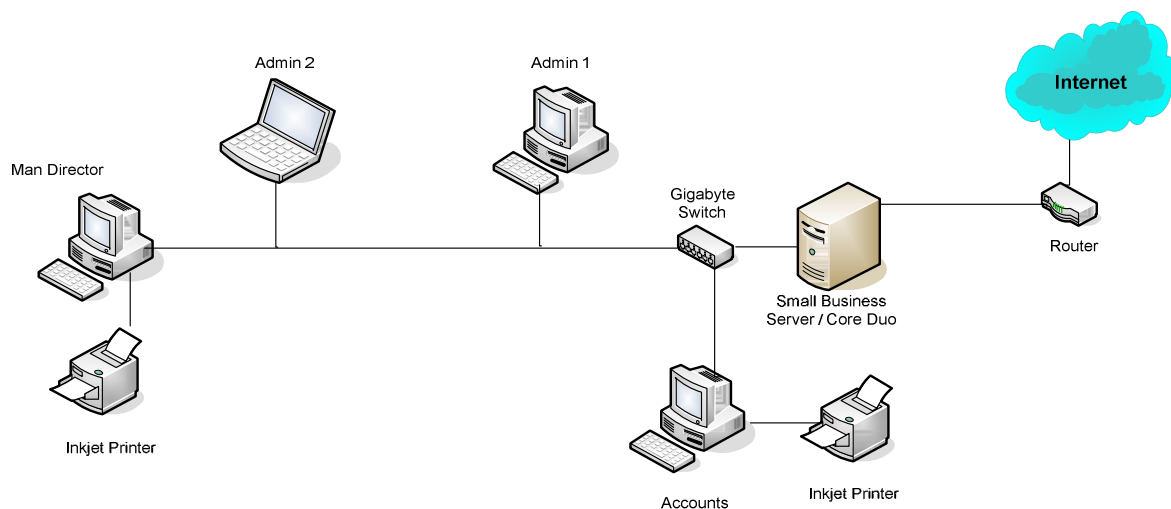 Admin 2
Admin 1
Internet
Man Director
Gigabyte
Switch
Router
Small Business
Server / Core Duo
Inkjet Printer
Accounts
Inkjet Printer